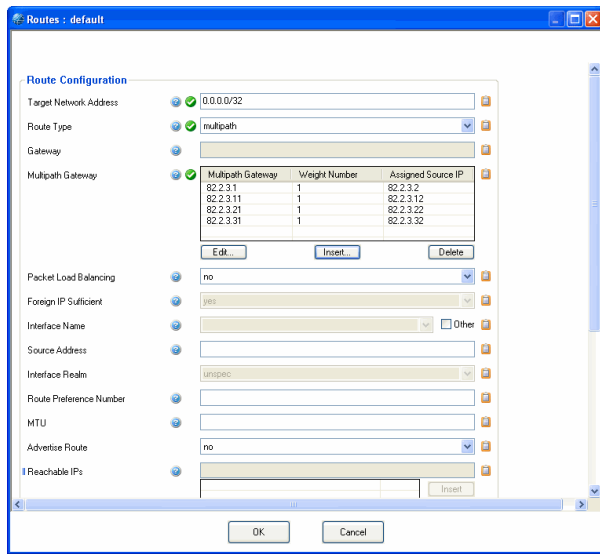 Routes : default
Route Configuration
Target Network Address 0.0.0.0/32
Route Type multipath
Gateway
Multipath Gateway Multipath Gateway Weight Number Assigned Source IP
82.2.3.1 1 82.2.3.2
82.2.3.11 1 82.2.3.12
82.2.3.21 1 82.2.3.22
82.2.3.31 1 82.2.3.32
Edit... Insert... Delete
Packet Load Balancing no
Foreign IP Sufficient yes
Interface Name Other
Source Address
Interface Realm unspec
Route Preference Number
MTU
Advertise Route no
Reachable IPs
Insert
OK Cancel